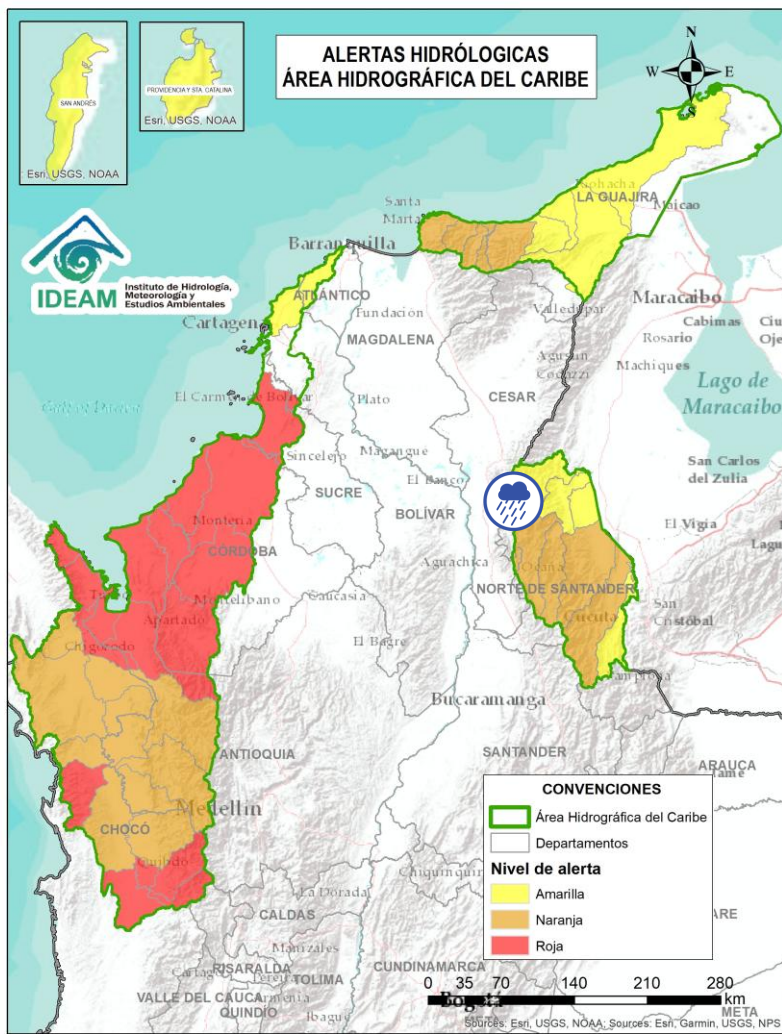 ALERTAS HIDRÓLOGICAS
ÁREA HIDROGRÁFICA DEL CARIBE
N
W
E
S
SAN ANDRÉS
Esri, USGS, NOAA
PROVIDENCIA Y STA. CATALINA
Esri, USGS, NOAA
IDEAM
Instituto de Hidrología,
Meteorología y
Estudios Ambientales
LA GUAJIRA
Maicao
Santa
Marta
Barranquilla
ATLÁNTICO
Cartagen
Fundación
MAGDALENA
Valledupar
Maracaibo
Cabimas
Rosario
Machiques
Agustín
Codazzi
CESAR
Lago de
Maracaibo
El Carmen de Bolívar
Plato
Sincelejo
Magangue
SUCRE
El Banco
BOLÍVAR
San Carlos
del Zulia
El Vigia
Montería
CÓRDOBA
Aguachica
Ocaña
NORTE DE SANTANDER
Montelibano
Caucasia
Apartado
Chigorodo
El Bagre
Cucuta
San
Cristóbal
Bucaramanga
ANTIOQUIA
SANTANDER
ARAUCA
Medellín
CHOCÓ
Quibdó
La Dorada
CALDAS
Manizales
RISARALDA
TOLIMA
CUNDINAMARCA
VALLE DEL CAUCA
QUINDÍO
Ibague
META
CONVENCIONES
Área Hidrográfica del Caribe
Departamentos
Nivel de alerta
Amarilla
Naranja
Roja
0 35 70 140 210 280
km
Sources: Esri, USGS, NOAA; Sources: Esri, Garmin, USGS, NPS